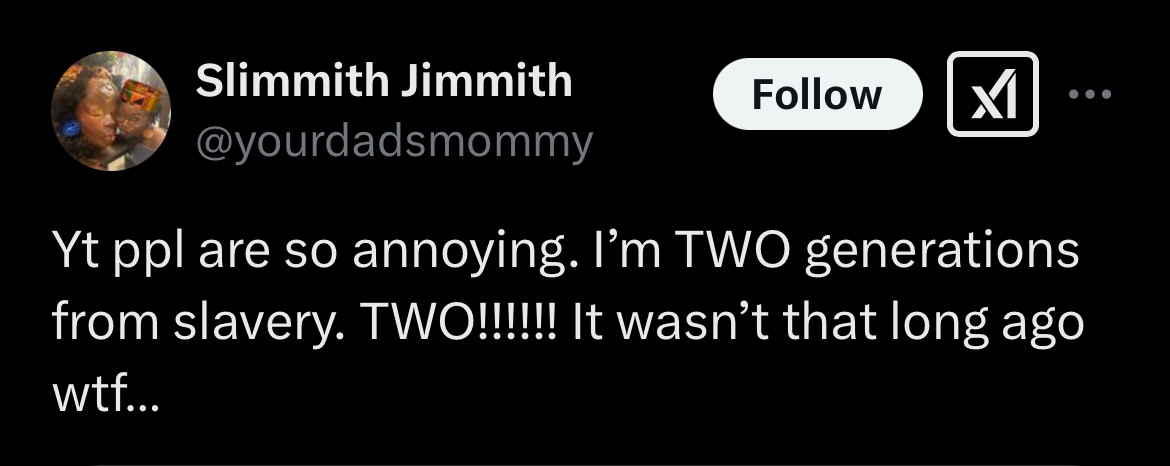 Slimmith Jimmith
@yourdadsmommy
Follow
Yt ppl are so annoying. I’m TWO generations
from slavery. TWO!!!!!! It wasn’t that long ago
wtf...